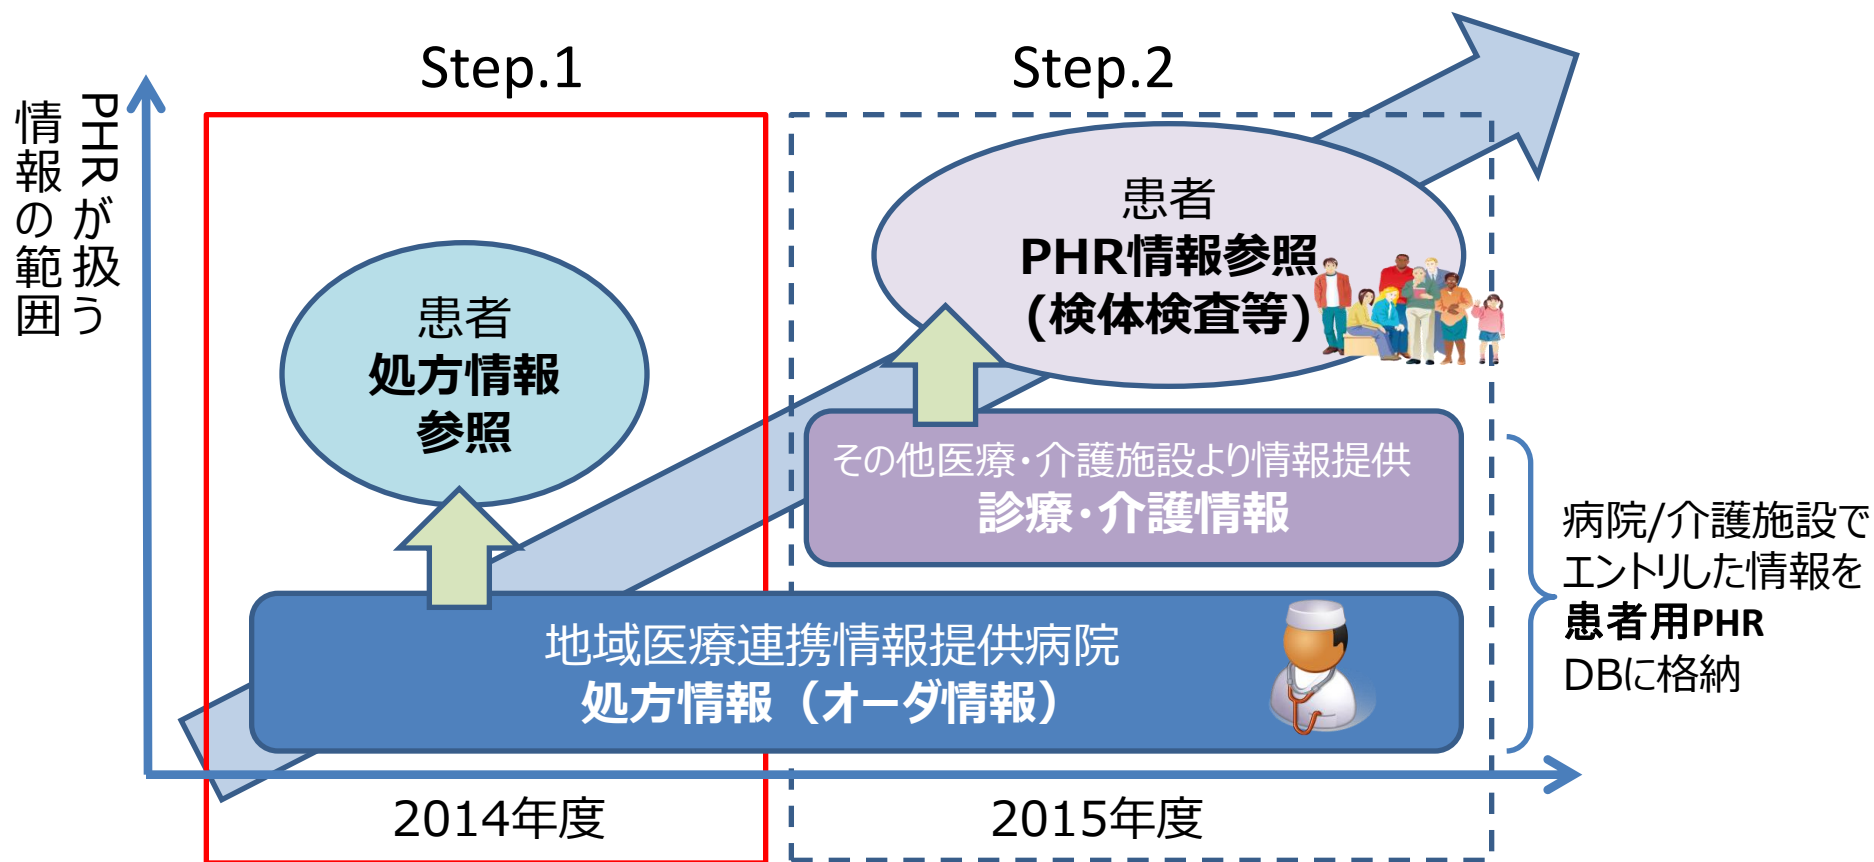 Step.1
Step.2
PHRが扱う
情報の範囲
患者
処方情報
参照
患者
PHR情報参照
(検体検査等)
その他医療・介護施設より情報提供
診療・介護情報
地域医療連携情報提供病院
処方情報（オーダ情報）
病院/介護施設で
エントリした情報を
患者用PHR
DBに格納
2014年度
2015年度